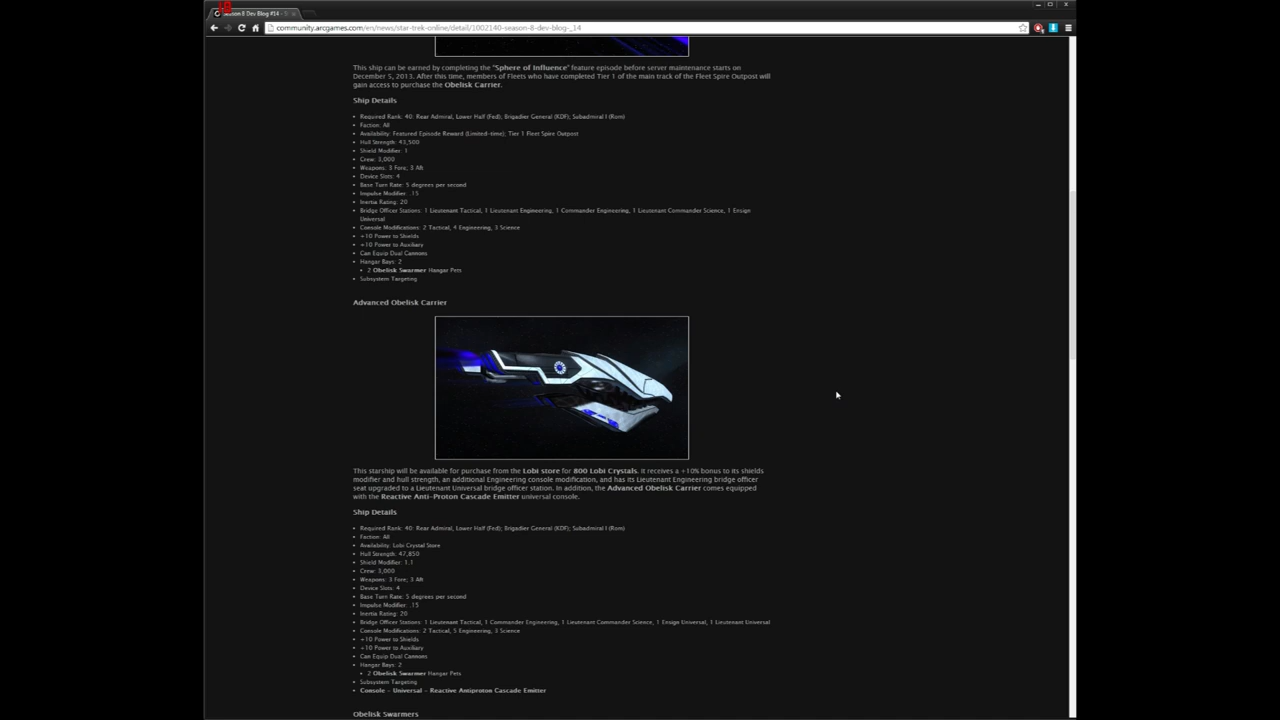 18
Season 8 Dev Blog #14 - S
community.arcgames.com/en/news/star-trek-online/detail/1002140-season-8-dev-blog-_14
This ship can be earned by completing the "Sphere of Influence" feature episode before server maintenance starts on
December 5, 2013. After this time, members of Fleets who have completed Tier 1 of the main track of the Fleet Spire Outpost will
gain access to purchase the Obelisk Carrier.
Ship Details
• Required Rank: 40: Rear Admiral, Lower Half (Fed); Brigadier General (KDF); Subadmiral I (Rom)
• Faction: All
• Availability: Featured Episode Reward (Limited-time); Tier 1 Fleet Spire Outpost
• Hull Strength: 43,500
• Shield Modifier: 1
• Crew: 3,000
• Weapons: 3 Fore; 3 Aft
• Device Slots: 4
• Base Turn Rate: 5 degrees per second
• Impulse Modifier: .15
• Inertia Rating: 20
• Bridge Officer Stations: 1 Lieutenant Tactical, 1 Lieutenant Engineering, 1 Commander Engineering, 1 Lieutenant Commander Science, 1 Ensign
Universal
• Console Modifications: 2 Tactical, 4 Engineering, 3 Science
• +10 Power to Shields
• +10 Power to Auxiliary
• Can Equip Dual Cannons
• Hangar Bays: 2
• 2 Obelisk Swarmer Hangar Pets
• Subsystem Targeting
Advanced Obelisk Carrier
This starship will be available for purchase from the Lobi store for 800 Lobi Crystals. It receives a +10% bonus to its shields
modifier and hull strength, an additional Engineering console modification, and has its Lieutenant Engineering bridge officer
seat upgraded to a Lieutenant Universal bridge officer station. In addition, the Advanced Obelisk Carrier comes equipped
with the Reactive Anti-Proton Cascade Emitter universal console.
Ship Details
• Required Rank: 40: Rear Admiral, Lower Half (Fed); Brigadier General (KDF); Subadmiral I (Rom)
• Faction: All
• Availability: Lobi Crystal Store
• Hull Strength: 47,850
• Shield Modifier: 1.1
• Crew: 3,000
• Weapons: 3 Fore; 3 Aft
• Device Slots: 4
• Base Turn Rate: 5 degrees per second
• Impulse Modifier: .15
• Inertia Rating: 20
• Bridge Officer Stations: 1 Lieutenant Tactical, 1 Commander Engineering, 1 Lieutenant Commander Science, 1 Ensign Universal, 1 Lieutenant Universal
• Console Modifications: 2 Tactical, 5 Engineering, 3 Science
• +10 Power to Shields
• +10 Power to Auxiliary
• Can Equip Dual Cannons
• Hangar Bays: 2
• 2 Obelisk Swarmer Hangar Pets
• Subsystem Targeting
• Console - Universal - Reactive Antiproton Cascade Emitter
Obelisk Swarmers